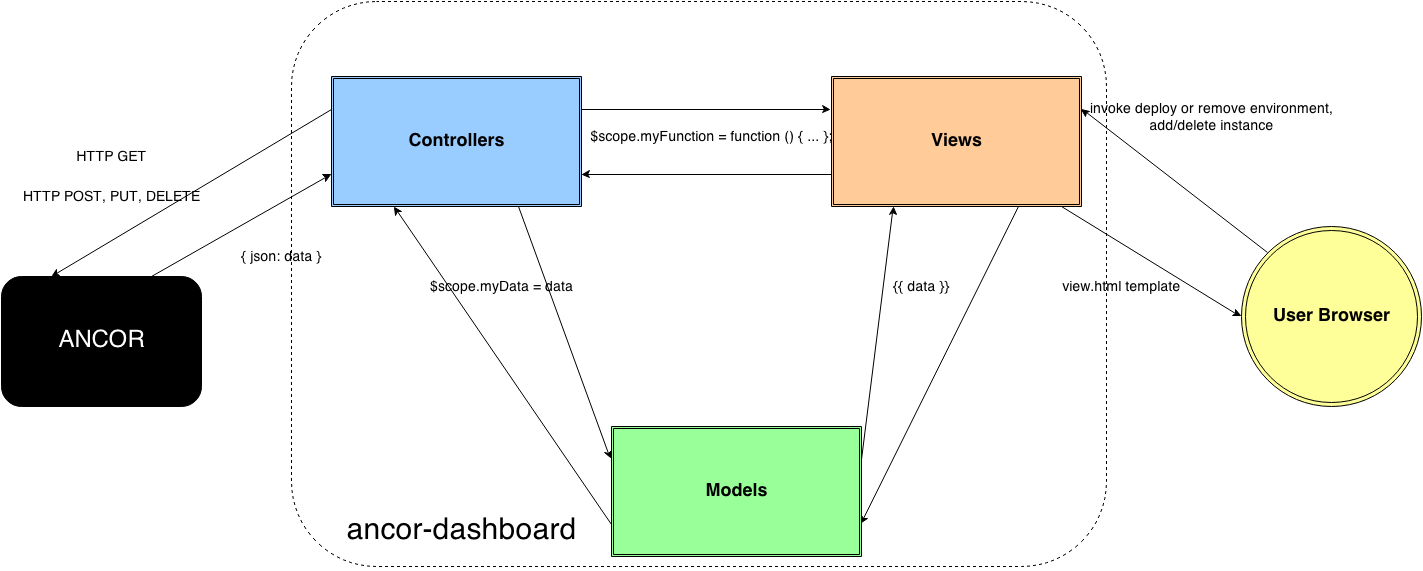 invoke deploy or remove environment,
add/delete instance
Controllers
$scope.myFunction = function () { ... };
Views
HTTP GET
HTTP POST, PUT, DELETE
{ json: data }
$scope.myData = data
{{ data }}
view.html template
User Browser
ANCOR
Models
ancor-dashboard